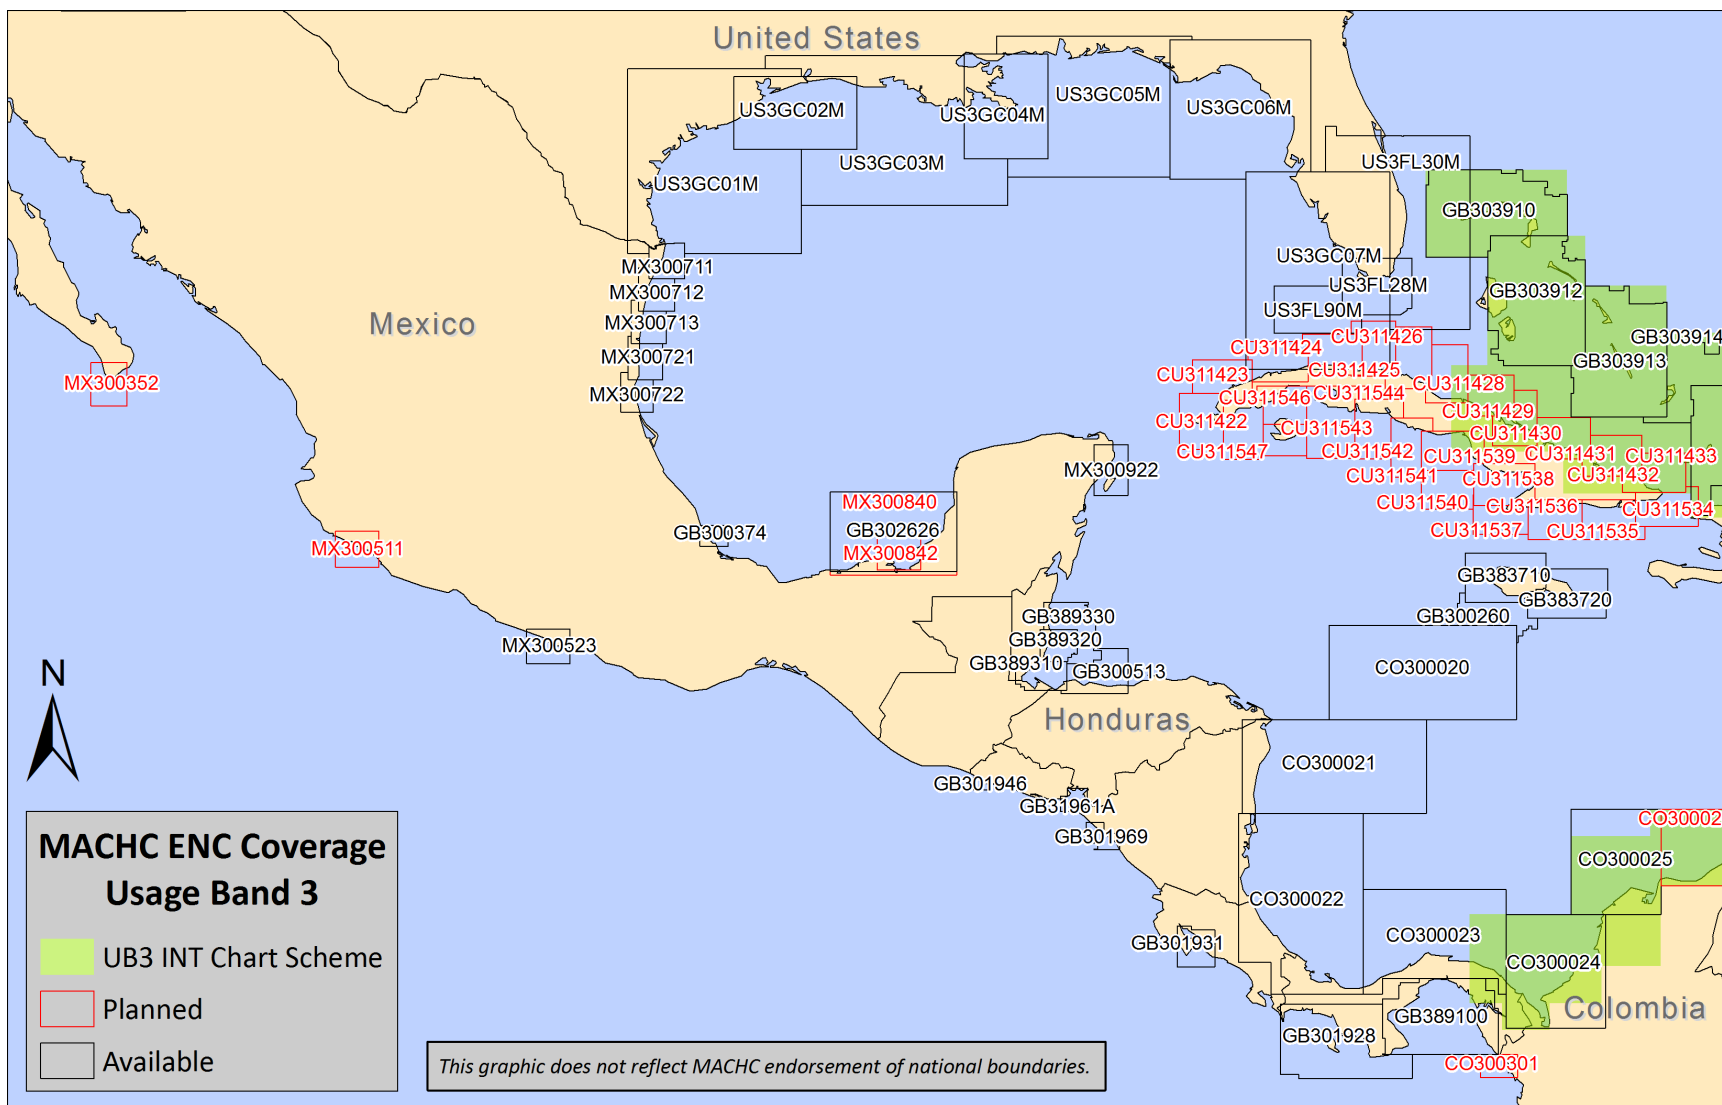 United States
US3GC02M
US3GC04M
US3GC05M
US3GC06M
US3GC03M
US3GC01M
US3FL30M
GB303910
MX300711
US3GC07M
MX300712
US3FL28M
GB303912
US3FL90M
Mexico
MX300713
CU311426
GB303914
CU311424
MX300721
GB303913
CU311425
CU311423
MX300352
CU311428
MX300722
CU311546
CU311544
CU311429
CU311422
CU311543
CU311430
CU311547
CU311542
CU311539
CU311431
CU311433
MX300922
CU311541
CU311538
CU311432
MX300840
CU311540
CU311536
CU311534
GB300374
GB302626
CU311537
CU311535
MX300511
MX300842
GB383710
GB383720
GB389330
GB300260
MX300523
GB389320
GB389310
GB300513
CO300020
N
Honduras
CO300021
GB301946
GB31961A
CO30002
GB301969
MACHC ENC Coverage
Usage Band 3
CO300025
CO300022
CO300023
GB301931
UB3 INT Chart Scheme
CO300024
Planned
Colombia
GB389100
GB301928
Available
CO300301
This graphic does not reflect MACHC endorsement of national boundaries.